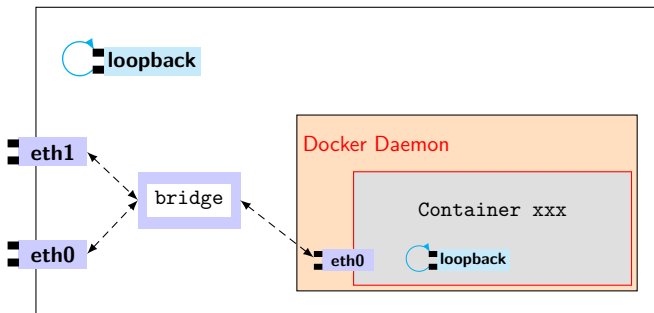 loopback
eth1
Docker Daemon
bridge
Container xxx
eth0
eth0
loopback